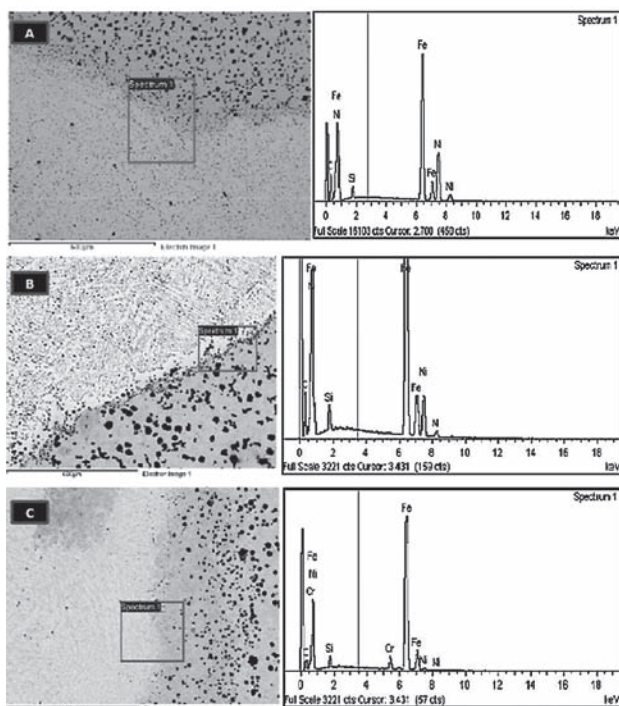 A
Spectrum 1
60µm
Electron Image 1
Spectrum 1
Fe
Fe
Ni
Ni
Si
Fe
Ni
0 2 4 6 8 10 12 14 16 18
Full Scale 16103 cts Cursor: 2.700 (450 cts)
keV
B
Spectrum 1
Electron Image 1
Spectrum 1
Fe
Fe
Ni
Si
Fe
Ni
0 2 4 6 8 10 12 14 16 18
Full Scale 3221 cts Cursor: 3.431 (159 cts)
keV
C
Spectrum 1
Spectrum 1
Fe
Fe
Ni
Cr
Si
Cr
Fe
Ni
Ni
0 2 4 6 8 10 12 14 16 18
Full Scale 3221 cts Cursor: 3.431 (57 cts)
keV